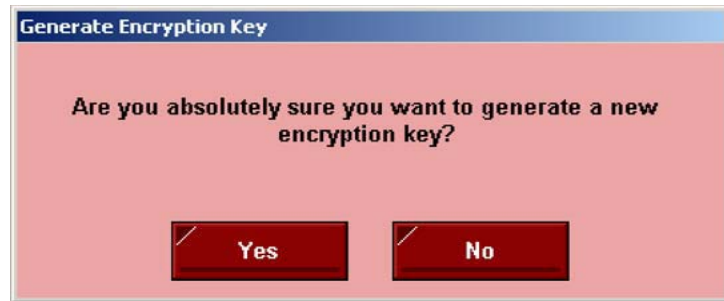 Generate Encryption Key
Are you absolutely sure you want to generate a new
encryption key?
Yes
No